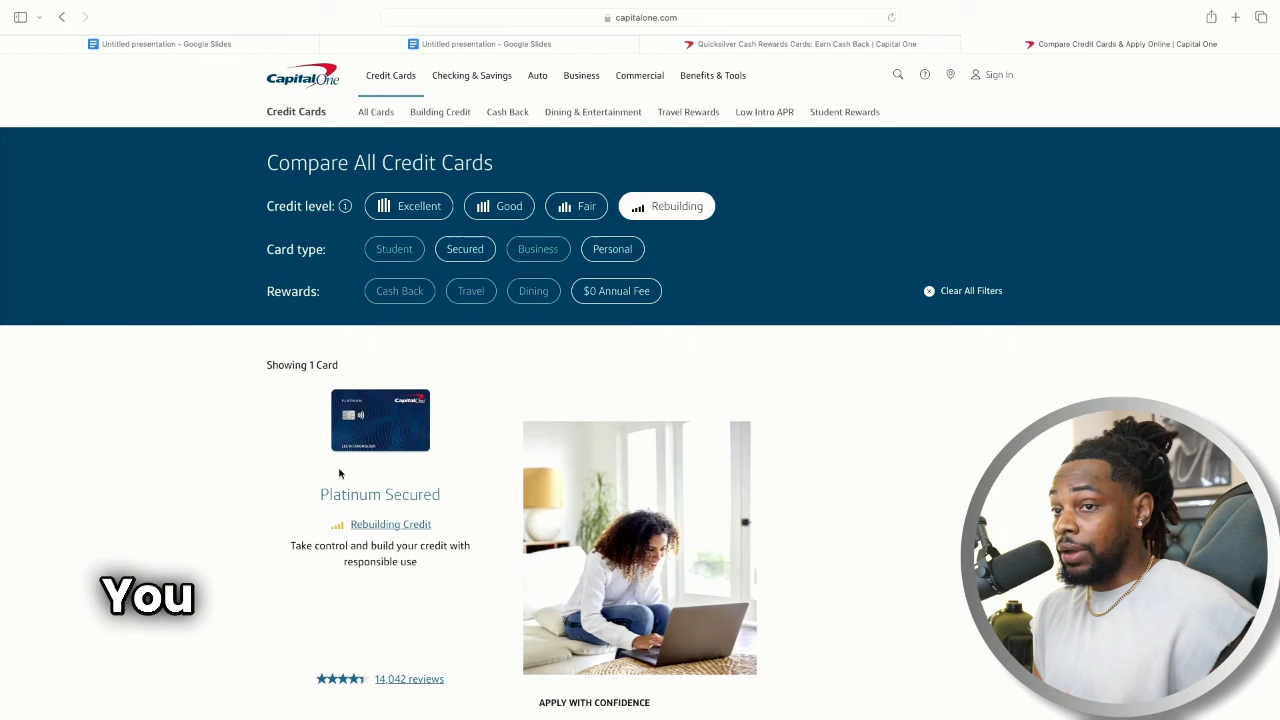 capitalone.com
Untitled presentation – Google Slides
Untitled presentation – Google Slides
Quicksilver Cash Rewards Cards: Earn Cash Back | Capital One
Compare Credit Cards & Apply Online | Capital One
Capital One
Credit Cards
Checking & Savings
Auto
Business
Commercial
Benefits & Tools
Sign In
Credit Cards
All Cards
Building Credit
Cash Back
Dining & Entertainment
Travel Rewards
Low Intro APR
Student Rewards
Compare All Credit Cards
Credit level:
Excellent
Good
Fair
Rebuilding
Card type:
Student
Secured
Business
Personal
Rewards:
Cash Back
Travel
Dining
$0 Annual Fee
Clear All Filters
Showing 1 Card
PLATINUM
Capital One
Platinum Secured
Rebuilding Credit
Take control and build your credit with
responsible use
You
14,042 reviews
APPLY WITH CONFIDENCE